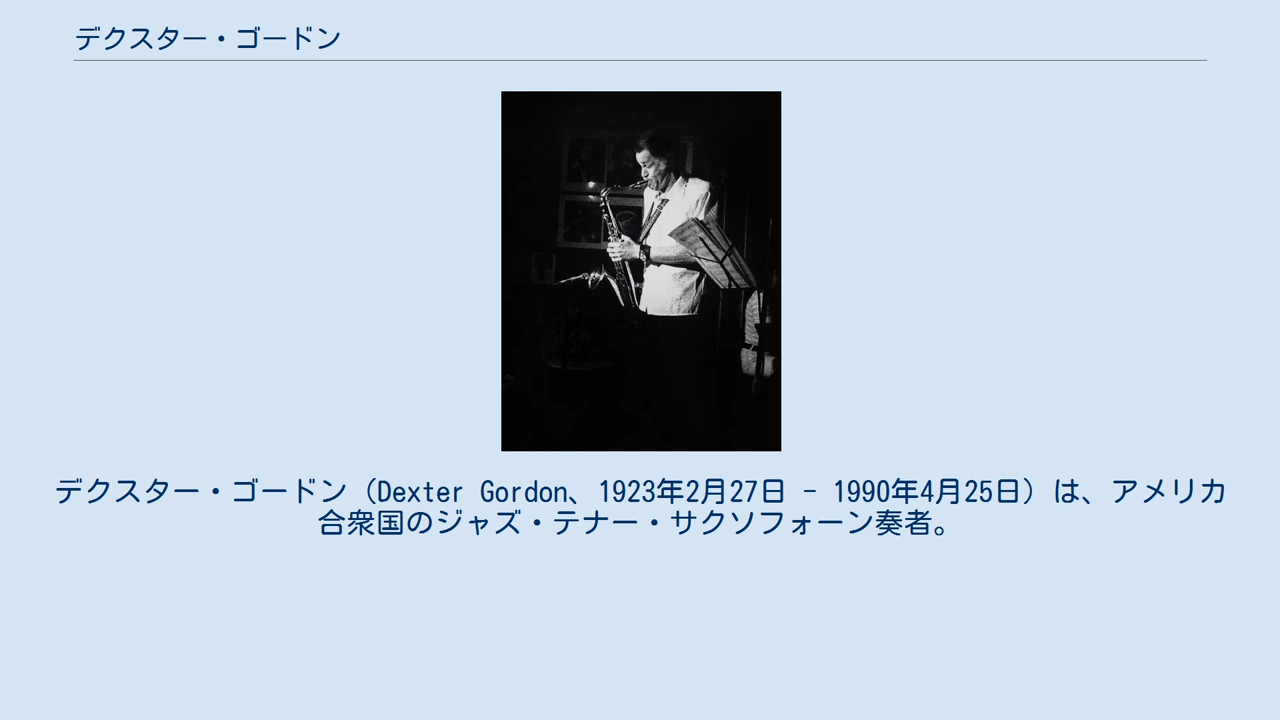 デクスター・ゴードン
デクスター・ゴードン（Dexter Gordon、1923年2月27日 - 1990年4月25日）は、アメリカ
合衆国のジャズ・テナー・サクソフォーン奏者。